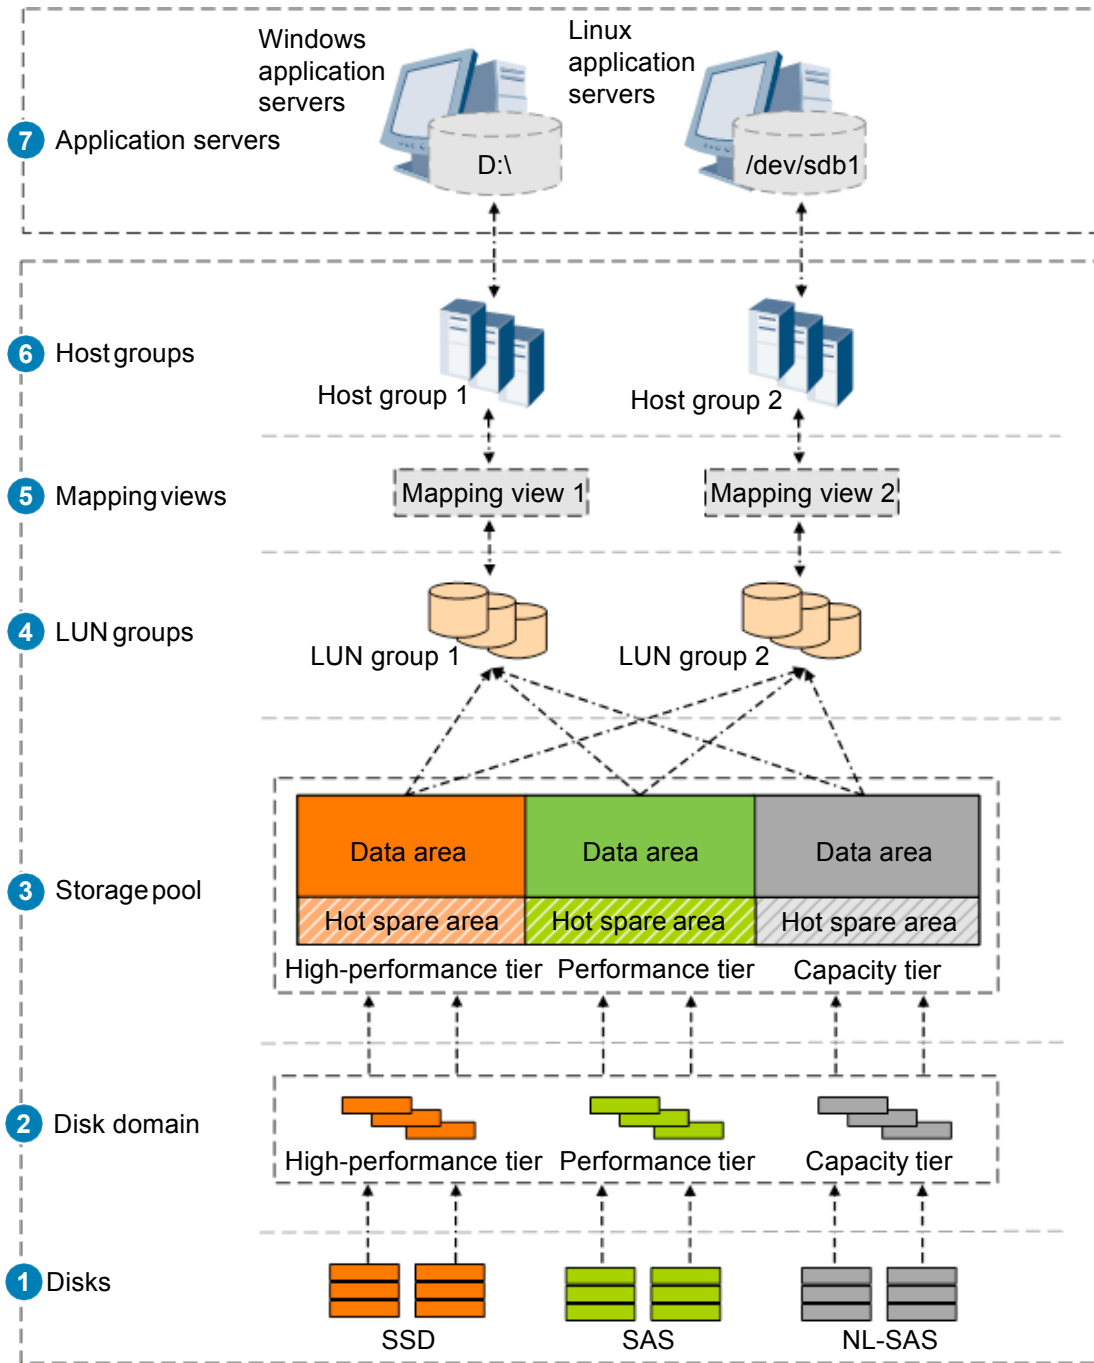 Windows
application
servers
Linux
application
servers
7 Application servers
D:\
/dev/sdb1
6 Host groups
Host group 1
Host group 2
5 Mapping views
Mapping view 1
Mapping view 2
4 LUN groups
LUN group 1
LUN group 2
3 Storage pool
Data area
Data area
Data area
Hot spare area
Hot spare area
Hot spare area
High-performance tier
Performance tier
Capacity tier
2 Disk domain
High-performance tier
Performance tier
Capacity tier
1 Disks
SSD
SAS
NL-SAS